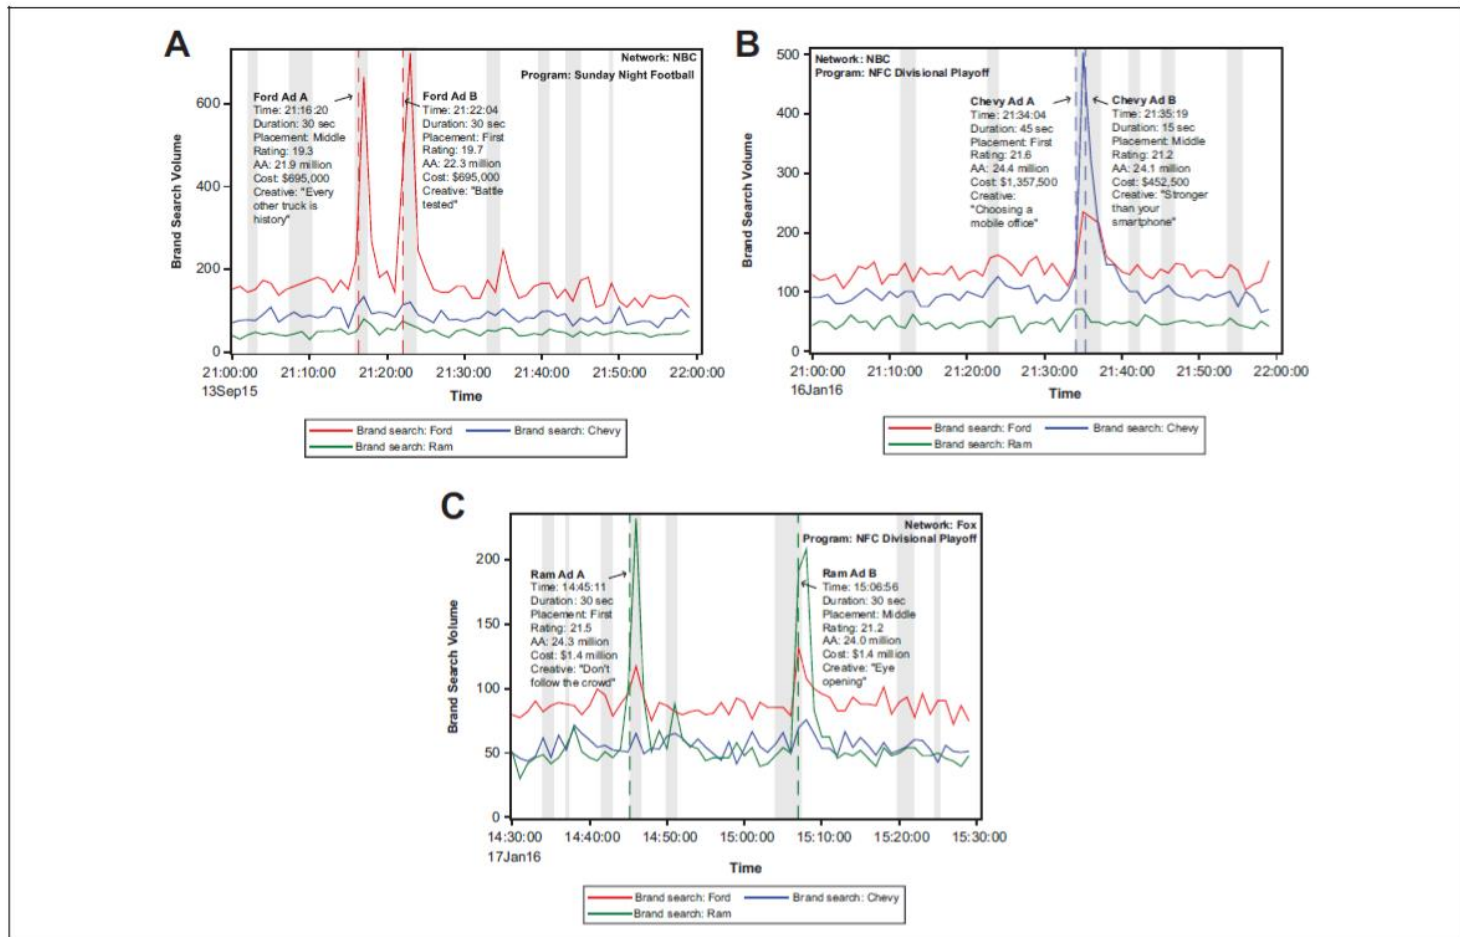 A
Network: NBC
Program: Sunday Night Football
Ford Ad A
Time: 21:16:20
Duration: 30 sec
Placement: Middle
Rating: 19.3
AA: 21.9 million
Cost: $695,000
Creative: "Every
other truck is
history"
Ford Ad B
Time: 21:22:04
Duration: 30 sec
Placement: First
Rating: 19.7
AA: 22.3 million
Cost: $695,000
Creative: "Battle
tested"
Brand Search Volume
600
400
200
0
21:00:00 21:10:00 21:20:00 21:30:00 21:40:00 21:50:00 22:00:00
13Sep15
Time
Brand search: Ford Brand search: Chevy
Brand search: Ram
B
Network: NBC
Program: NFC Divisional Playoff
Chevy Ad A
Time: 21:34:04
Duration: 45 sec
Placement: First
Rating: 21.6
AA: 24.4 million
Cost: $1,357,500
Creative:
"Choosing a
mobile office"
Chevy Ad B
Time: 21:35:19
Duration: 15 sec
Placement: Middle
Rating: 21.2
AA: 24.1 million
Cost: $452,500
Creative: "Stronger
than your
smartphone"
Brand Search Volume
500
400
300
200
100
0
21:00:00 21:10:00 21:20:00 21:30:00 21:40:00 21:50:00 22:00:00
16Jan16
Time
Brand search: Ford Brand search: Chevy
Brand search: Ram
C
Network: Fox
Program: NFC Divisional Playoff
Ram Ad A
Time: 14:45:11
Duration: 30 sec
Placement: First
Rating: 21.5
AA: 24.3 million
Cost: $1.4 million
Creative: "Don't
follow the crowd"
Ram Ad B
Time: 15:06:56
Duration: 30 sec
Placement: Middle
Rating: 21.2
AA: 24.0 million
Cost: $1.4 million
Creative: "Eye
opening"
Brand Search Volume
200
150
100
50
0
14:30:00 14:40:00 14:50:00 15:00:00 15:10:00 15:20:00 15:30:00
17Jan16
Time
Brand search: Ford Brand search: Chevy
Brand search: Ram